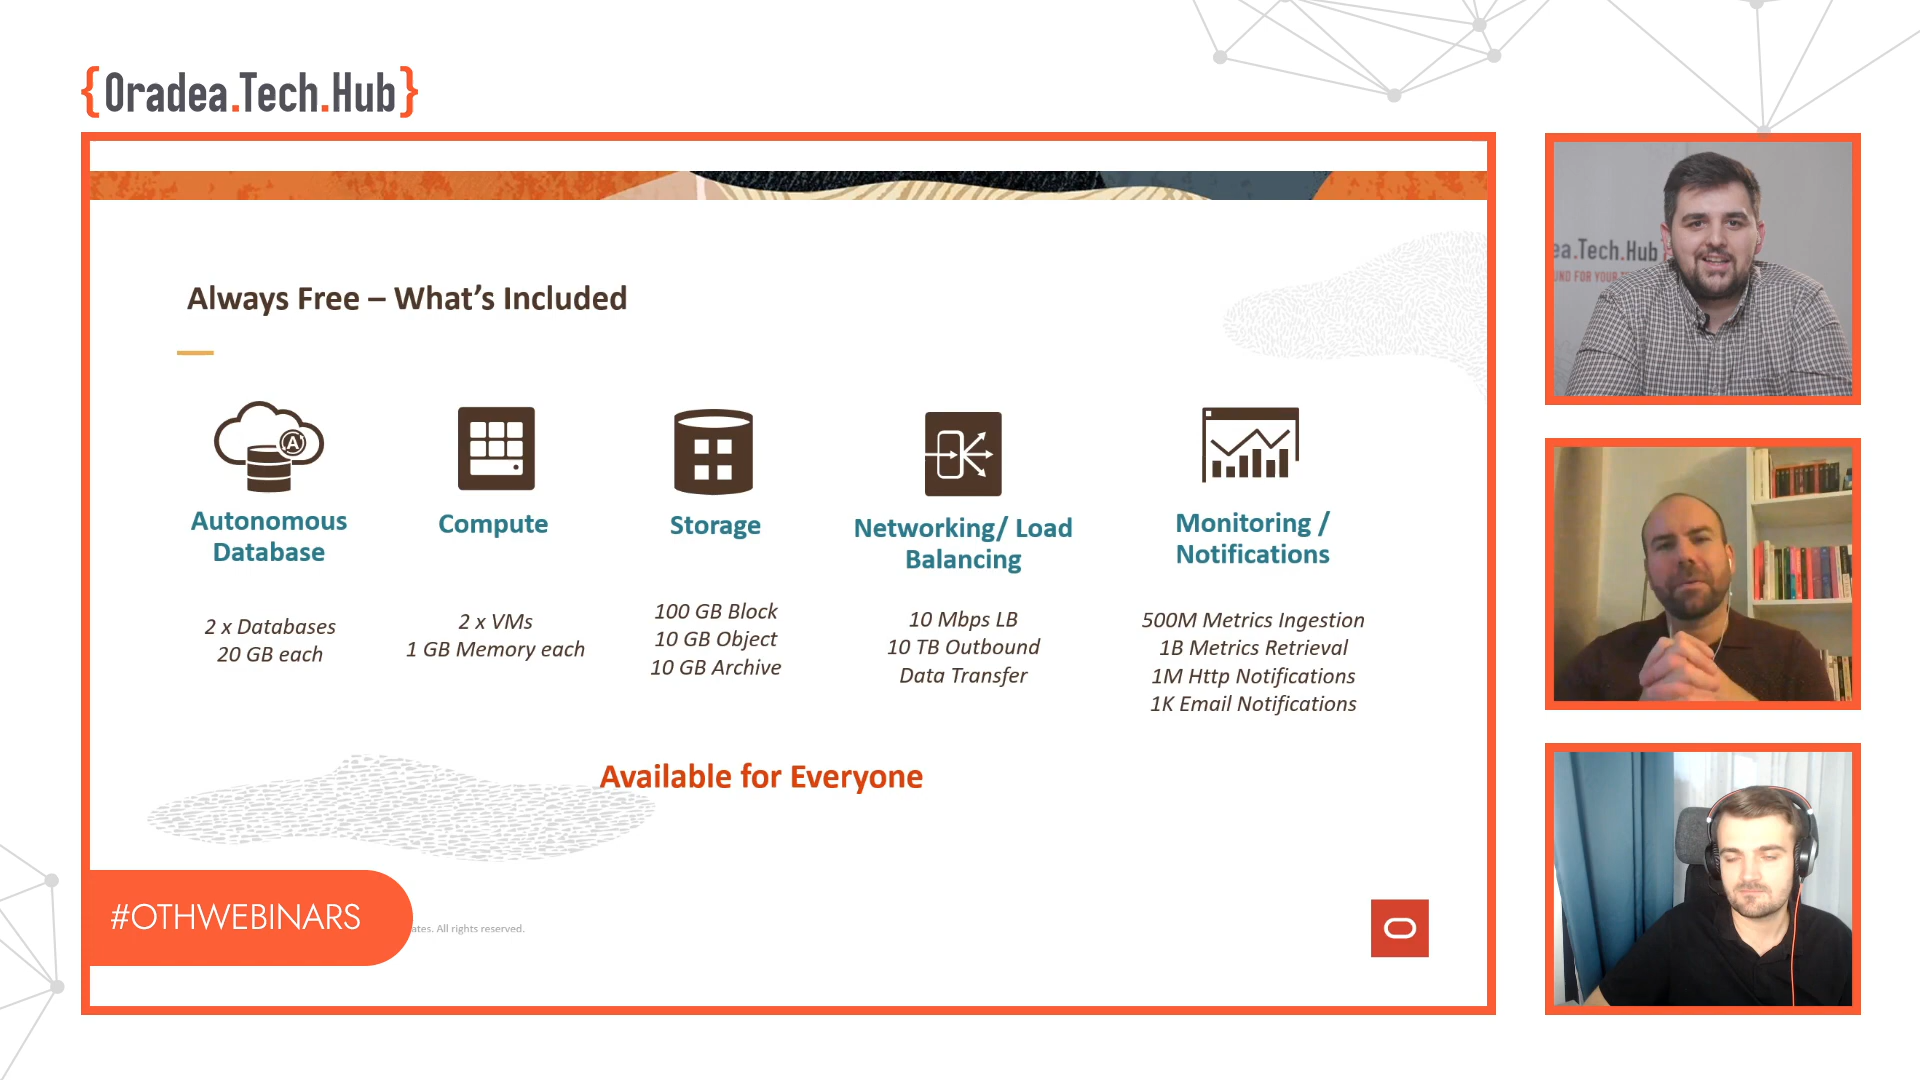 {Oradea.Tech.Hub}
Always Free – What's Included
A
Autonomous
Database
2 x Databases
20 GB each
Compute
2 x VMs
1 GB Memory each
Storage
100 GB Block
10 GB Object
10 GB Archive
Networking/ Load
Balancing
10 Mbps LB
10 TB Outbound
Data Transfer
Monitoring /
Notifications
500M Metrics Ingestion
1B Metrics Retrieval
1M Http Notifications
1K Email Notifications
Available for Everyone
#OTHWEBINARS
ates. All rights reserved.
ea.Tech.Hub
UND FOR YOUR